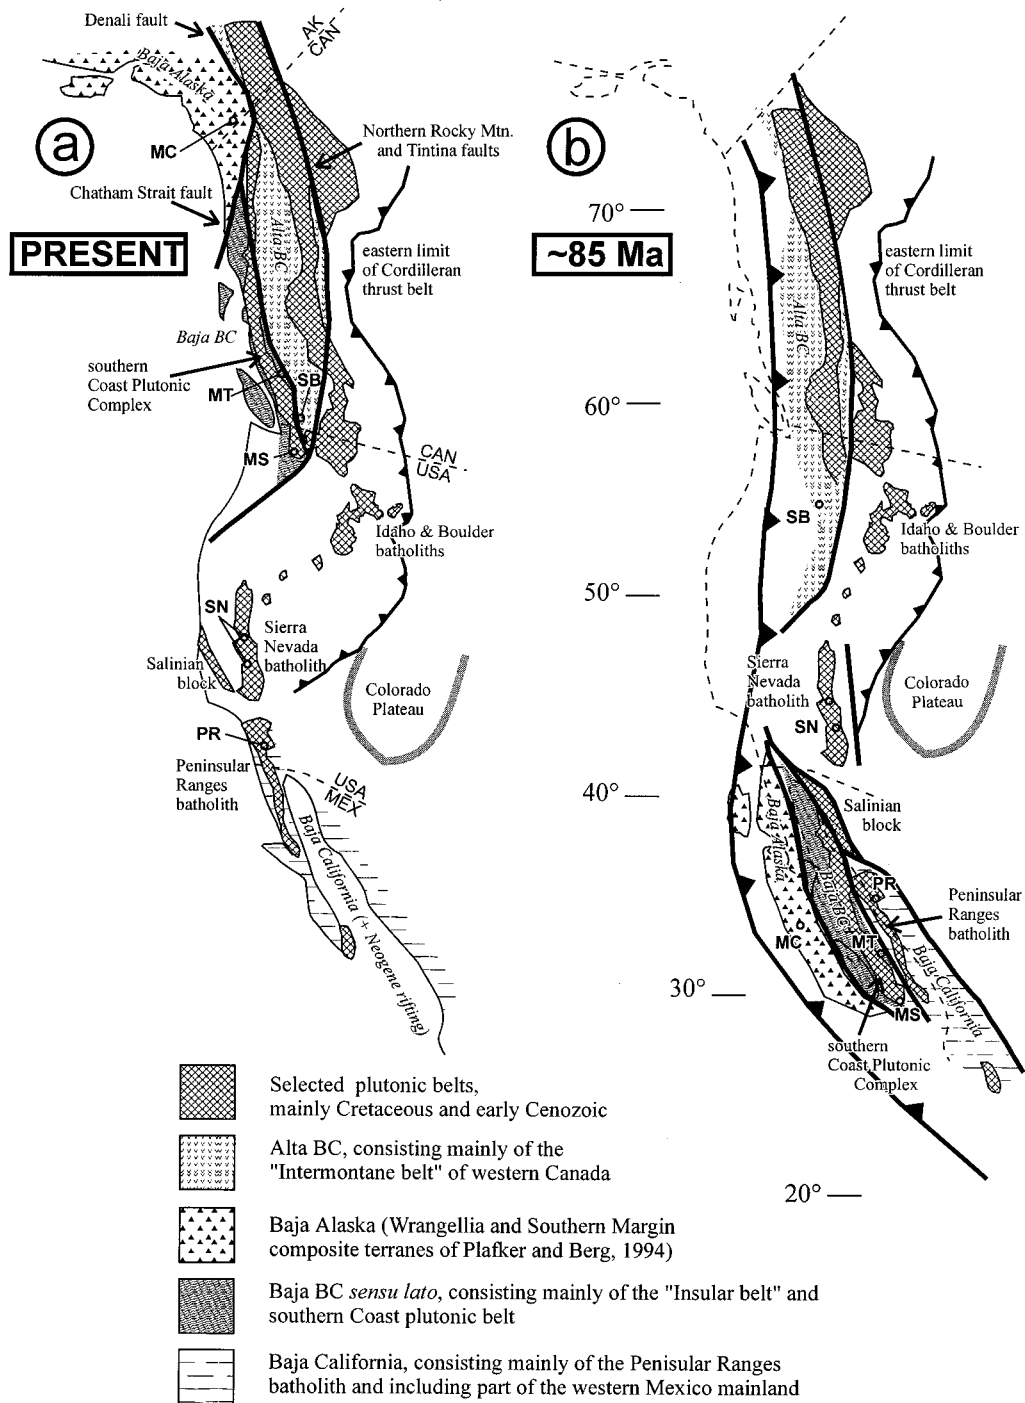 Denali fault
AK
CAN
Baja Alaska
a
MC
Northern Rocky Mtn.
and Tintina faults
Chatham Strait fault
PRESENT
Alta BC
eastern limit
of Cordilleran
thrust belt
Baja BC
southern
Coast Plutonic
Complex
MT
SB
MS
CAN
USA
Idaho & Boulder
batholiths
SN
Sierra
Nevada
batholith
Salinian
block
Colorado
Plateau
PR
Peninsular
Ranges
batholith
USA
MEX
Baja California (+ Neogene rifting)
b
70°
~85 Ma
eastern limit
of Cordilleran
thrust belt
Alta BC
60°
SB
Idaho & Boulder
batholiths
50°
Sierra
Nevada
batholith
SN
Colorado
Plateau
40°
Salinian
block
Baja Alaska
Baja BC
PR
Peninsular
Ranges
batholith
MC
MT
Baja California
30°
MS
southern
Coast Plutonic
Complex
20°
Selected plutonic belts,
mainly Cretaceous and early Cenozoic
Alta BC, consisting mainly of the
"Intermontane belt" of western Canada
Baja Alaska (Wrangellia and Southern Margin
composite terranes of Plafker and Berg, 1994)
Baja BC sensu lato, consisting mainly of the "Insular belt" and
southern Coast plutonic belt
Baja California, consisting mainly of the Penisular Ranges
batholith and including part of the western Mexico mainland